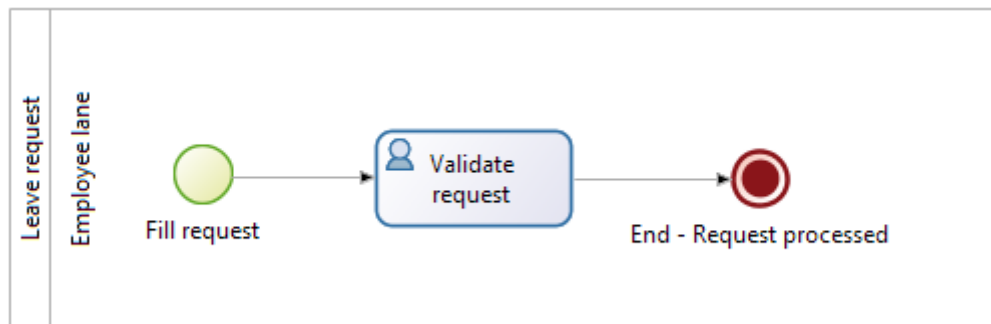 Leave request
Employee lane
Fill request
Validate
request
End - Request processed